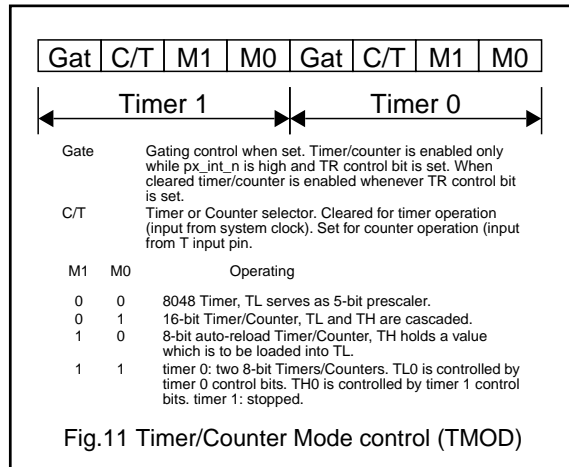 Gat C/T M1 M0 Gat C/T M1 M0
Timer 1 Timer 0
Gate Gating control when set. Timer/counter is enabled only
while px_int_n is high and TR control bit is set. When
cleared timer/counter is enabled whenever TR control bit
is set.
C/T Timer or Counter selector. Cleared for timer operation
(input from system clock). Set for counter operation (input
from T input pin.
M1 M0 Operating
0 0 8048 Timer, TL serves as 5-bit prescaler.
0 1 16-bit Timer/Counter, TL and TH are cascaded.
1 0 8-bit auto-reload Timer/Counter, TH holds a value
which is to be loaded into TL.
1 1 timer 0: two 8-bit Timers/Counters. TL0 is controlled by
timer 0 control bits. TH0 is controlled by timer 1 control
bits. timer 1: stopped.
Fig.11 Timer/Counter Mode control (TMOD)